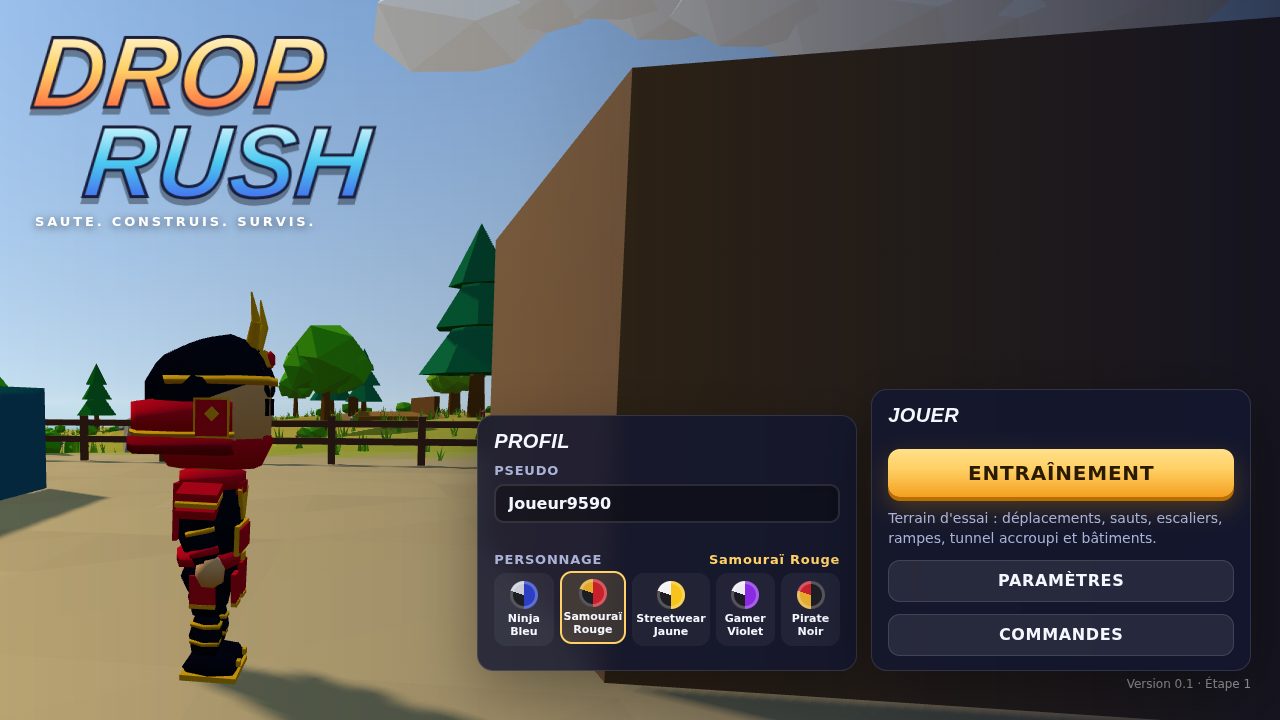 DROP
RUSH
SAUTE. CONSTRUIS. SURVIS.
PROFIL
PSEUDO
Joueur9590
PERSONNAGE
Samouraï Rouge
Ninja
Bleu
Samouraï
Rouge
Streetwear
Jaune
Gamer
Violet
Pirate
Noir
JOUER
ENTRAÎNEMENT
Terrain d'essai : déplacements, sauts, escaliers,
rampes, tunnel accroupi et bâtiments.
PARAMÈTRES
COMMANDES
Version 0.1 · Étape 1